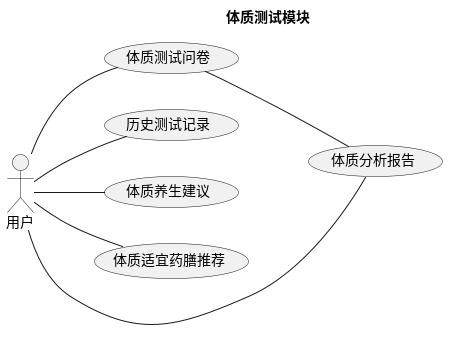 体质测试模块
体质测试问卷
历史测试记录
体质分析报告
体质养生建议
用户
体质适宜药膳推荐